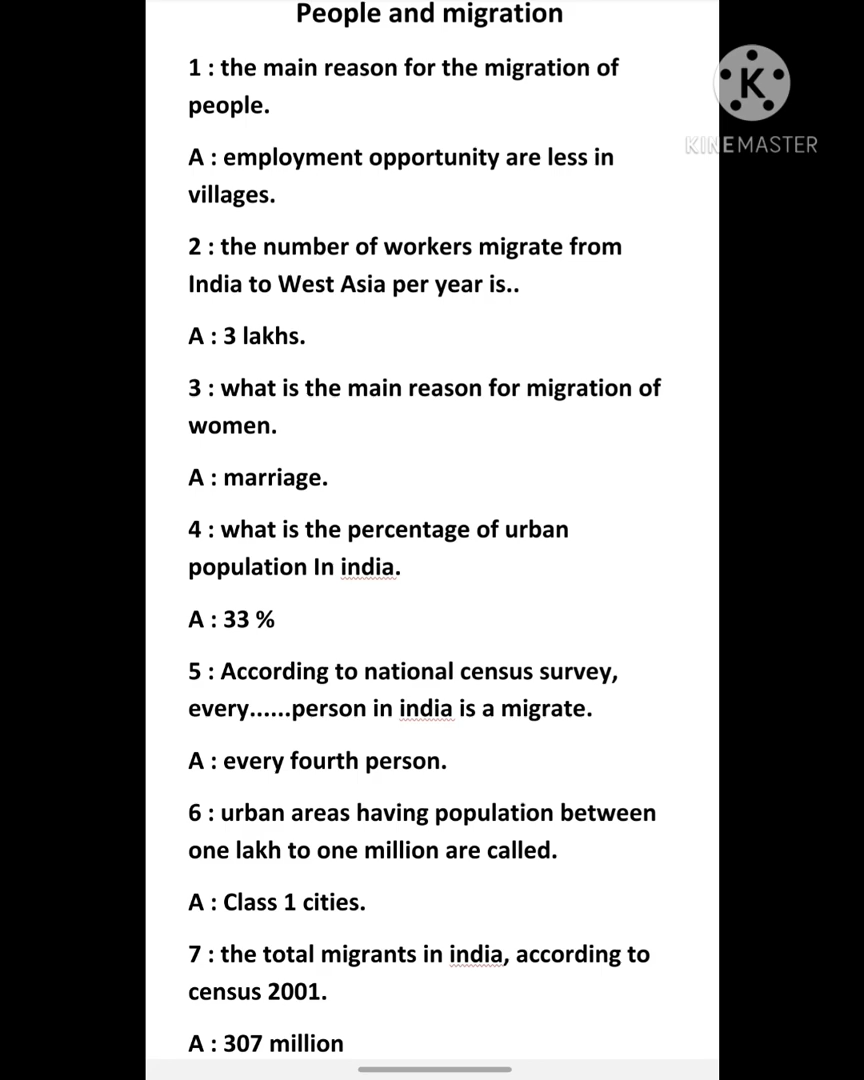 People and migration
1 : the main reason for the migration of
people.
A : employment opportunity are less in
villages.
2 : the number of workers migrate from
India to West Asia per year is..
A : 3 lakhs.
3 : what is the main reason for migration of
women.
A : marriage.
4 : what is the percentage of urban
population In india.
A : 33 %
5 : According to national census survey,
every......person in india is a migrate.
A : every fourth person.
6 : urban areas having population between
one lakh to one million are called.
A : Class 1 cities.
7 : the total migrants in india, according to
census 2001.
A : 307 million
K
KINEMASTER